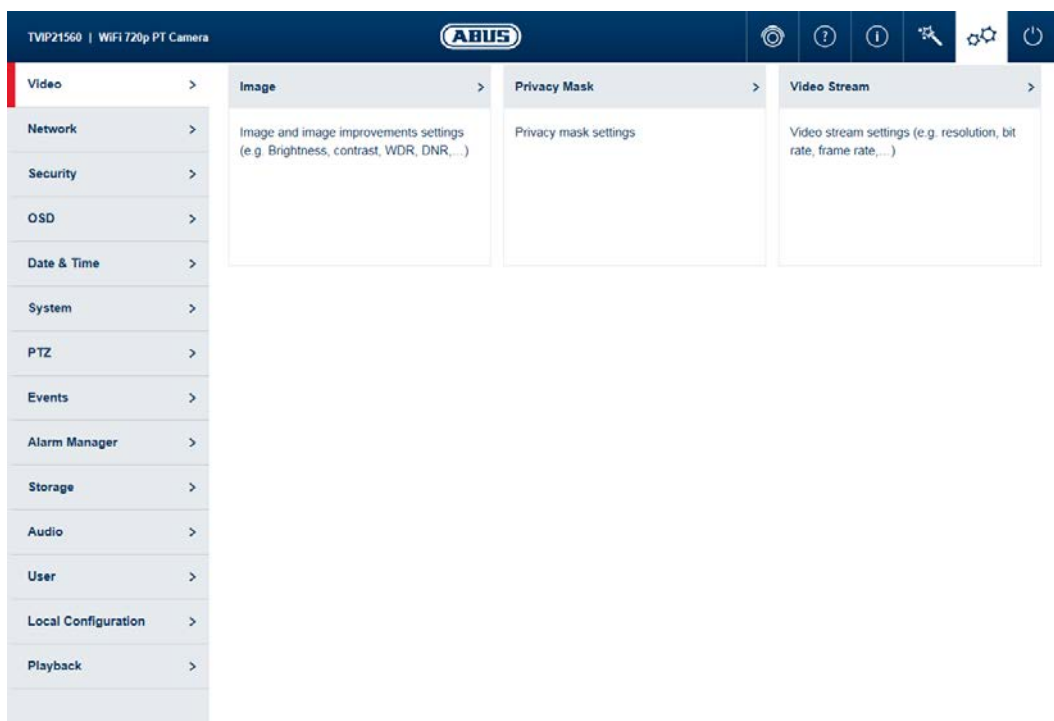 TVIP21560 | WiFi 720p PT Camera
ABUS
Video
Network
Security
OSD
Date & Time
System
PTZ
Events
Alarm Manager
Storage
Audio
User
Local Configuration
Playback
Image
Image and image improvements settings
(e.g. Brightness, contrast, WDR, DNR,...)
Privacy Mask
Privacy mask settings
Video Stream
Video stream settings (e.g. resolution, bit
rate, frame rate,...)